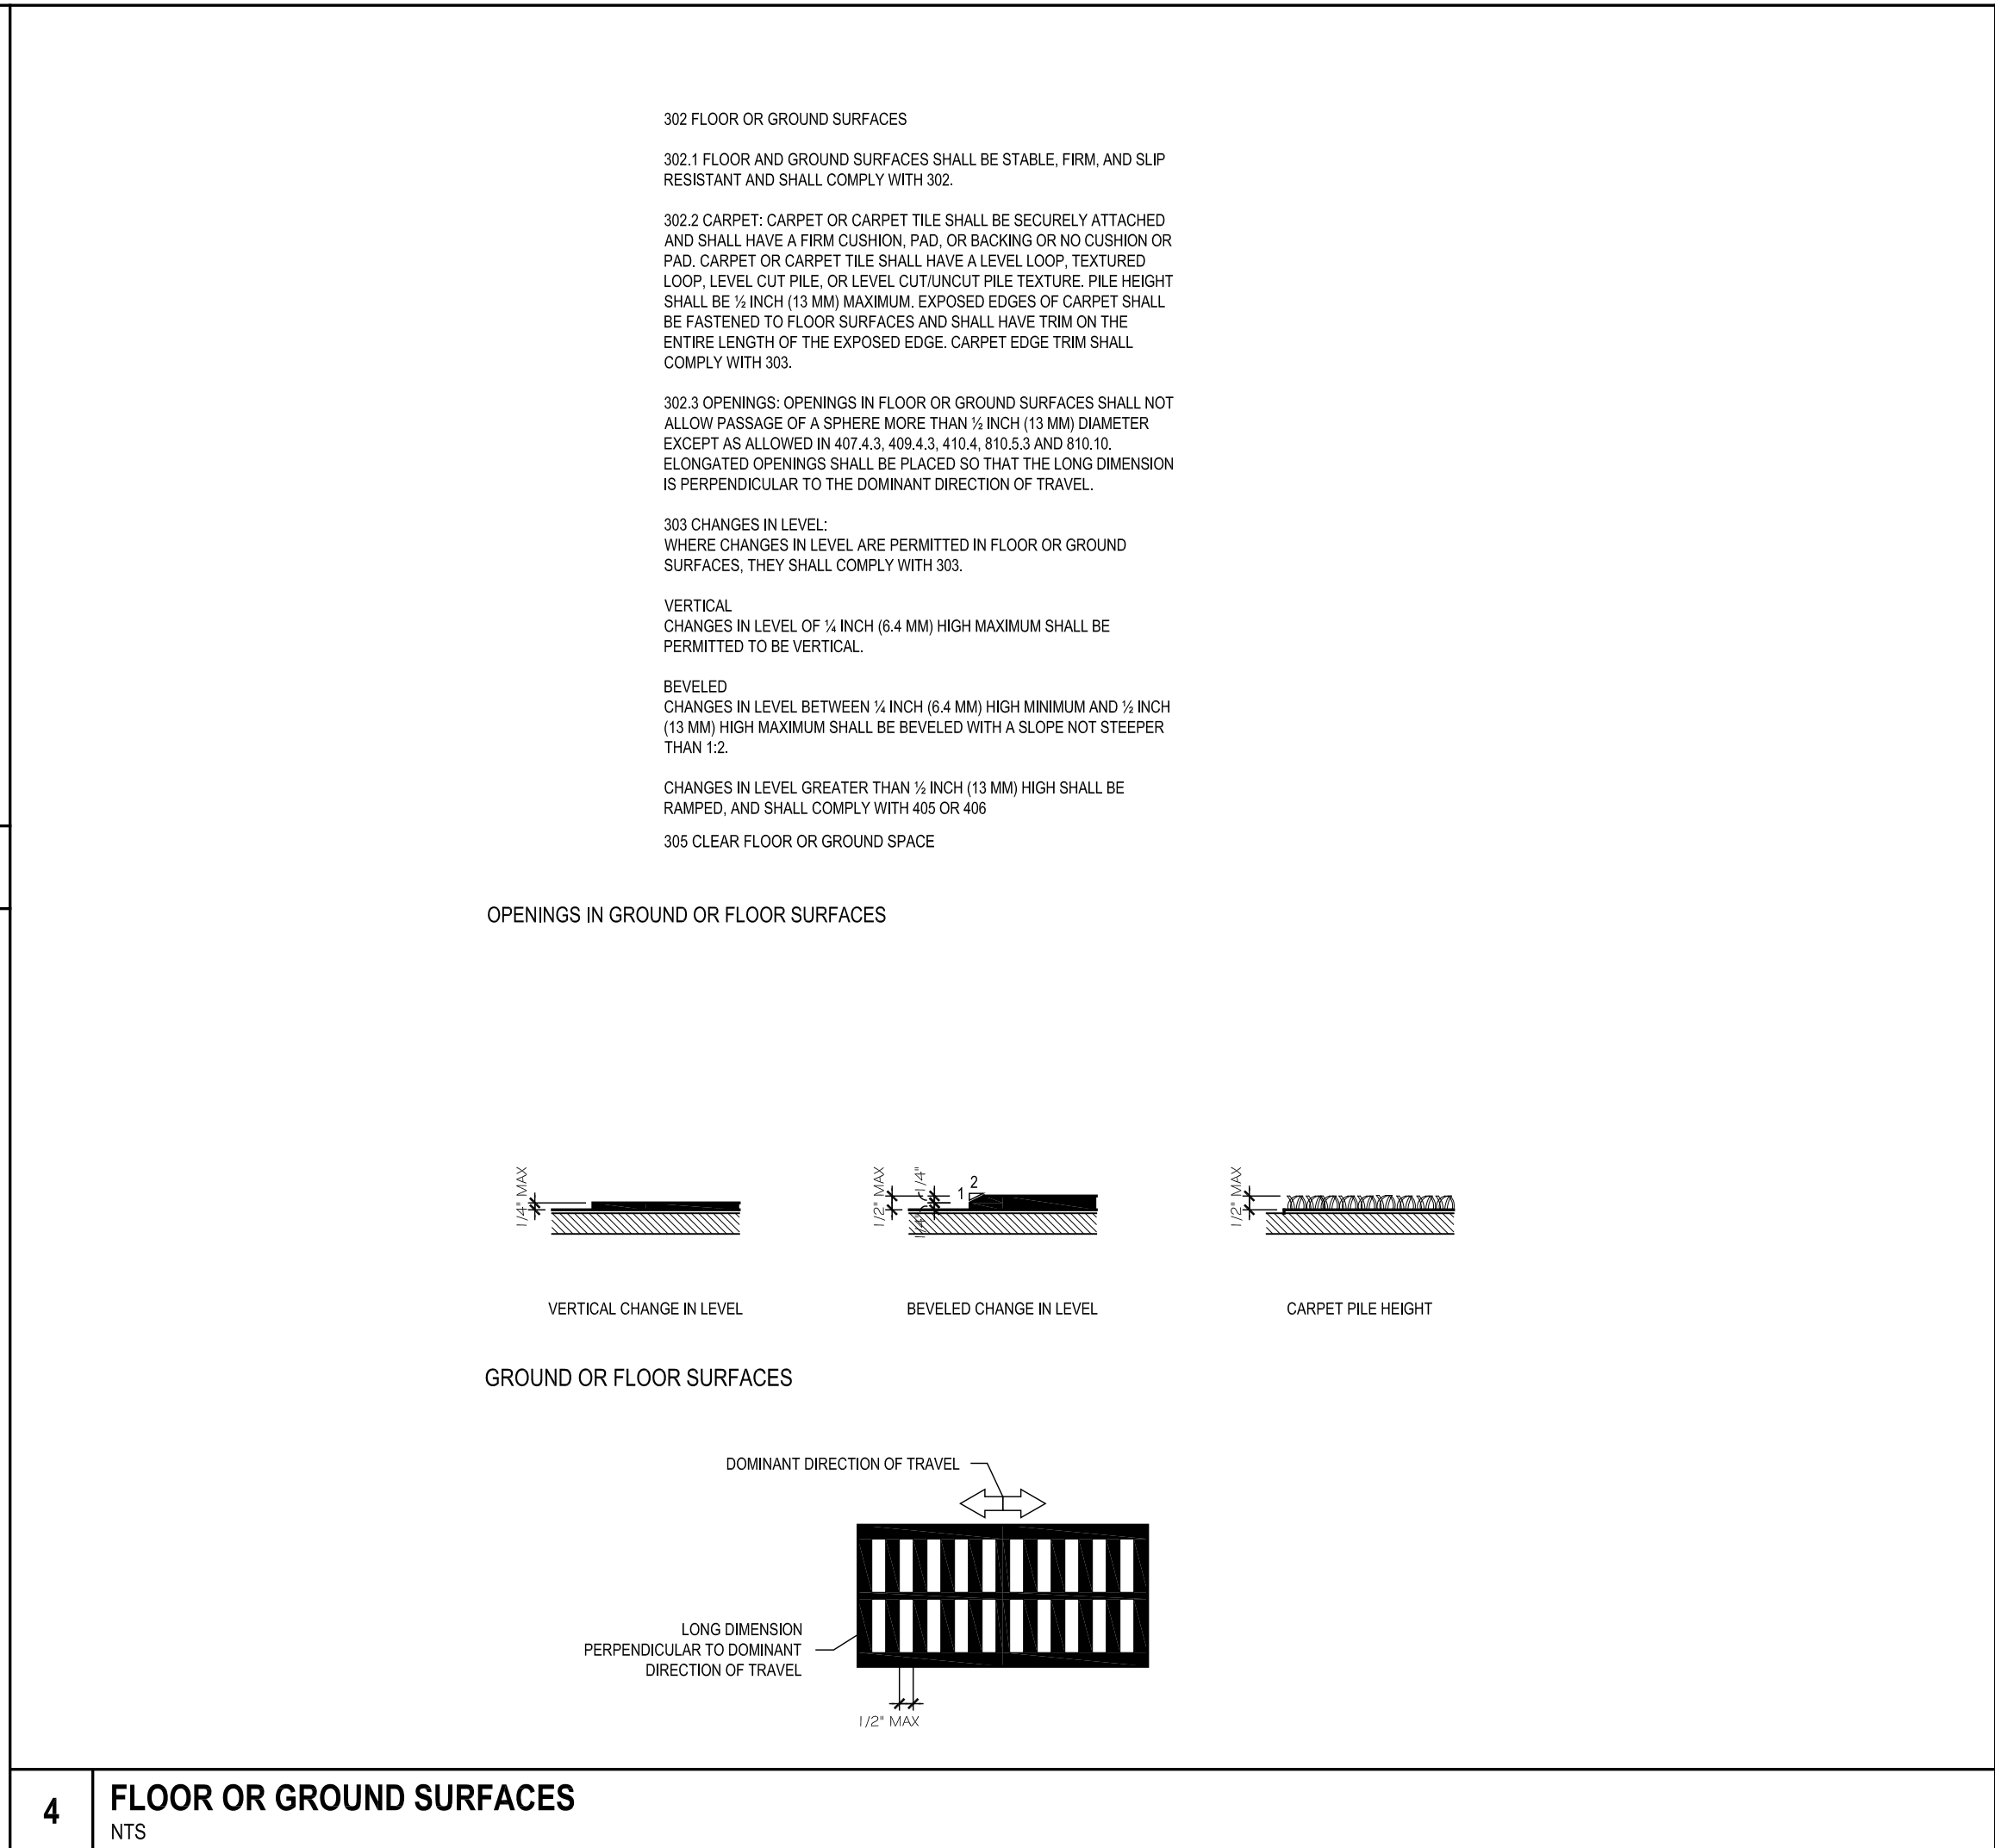 302 FLOOR OR GROUND SURFACES
302.1 FLOOR AND GROUND SURFACES SHALL BE STABLE, FIRM, AND SLIP
RESISTANT AND SHALL COMPLY WITH 302.
302.2 CARPET: CARPET OR CARPET TILE SHALL BE SECURELY ATTACHED
AND SHALL HAVE A FIRM CUSHION, PAD, OR BACKING OR NO CUSHION OR
PAD. CARPET OR CARPET TILE SHALL HAVE A LEVEL LOOP, TEXTURED
LOOP, LEVEL CUT PILE, OR LEVEL CUT/UNCUT PILE TEXTURE. PILE HEIGHT
SHALL BE ½ INCH (13 MM) MAXIMUM. EXPOSED EDGES OF CARPET SHALL
BE FASTENED TO FLOOR SURFACES AND SHALL HAVE TRIM ON THE
ENTIRE LENGTH OF THE EXPOSED EDGE. CARPET EDGE TRIM SHALL
COMPLY WITH 303.
302.3 OPENINGS: OPENINGS IN FLOOR OR GROUND SURFACES SHALL NOT
ALLOW PASSAGE OF A SPHERE MORE THAN ½ INCH (13 MM) DIAMETER
EXCEPT AS ALLOWED IN 407.4.3, 409.4.3, 410.4, 810.5.3 AND 810.10.
ELONGATED OPENINGS SHALL BE PLACED SO THAT THE LONG DIMENSION
IS PERPENDICULAR TO THE DOMINANT DIRECTION OF TRAVEL.
303 CHANGES IN LEVEL:
WHERE CHANGES IN LEVEL ARE PERMITTED IN FLOOR OR GROUND
SURFACES, THEY SHALL COMPLY WITH 303.
VERTICAL
CHANGES IN LEVEL OF ¼ INCH (6.4 MM) HIGH MAXIMUM SHALL BE
PERMITTED TO BE VERTICAL.
BEVELED
CHANGES IN LEVEL BETWEEN ¼ INCH (6.4 MM) HIGH MINIMUM AND ½ INCH
(13 MM) HIGH MAXIMUM SHALL BE BEVELED WITH A SLOPE NOT STEEPER
THAN 1:2.
CHANGES IN LEVEL GREATER THAN ½ INCH (13 MM) HIGH SHALL BE
RAMPED, AND SHALL COMPLY WITH 405 OR 406
305 CLEAR FLOOR OR GROUND SPACE
OPENINGS IN GROUND OR FLOOR SURFACES
1/4" MAX
1/2" MAX
1/4"
1/4"
1
2
1/2" MAX
VERTICAL CHANGE IN LEVEL
BEVELED CHANGE IN LEVEL
CARPET PILE HEIGHT
GROUND OR FLOOR SURFACES
DOMINANT DIRECTION OF TRAVEL
LONG DIMENSION
PERPENDICULAR TO DOMINANT
DIRECTION OF TRAVEL
1/2" MAX
4
FLOOR OR GROUND SURFACES
NTS